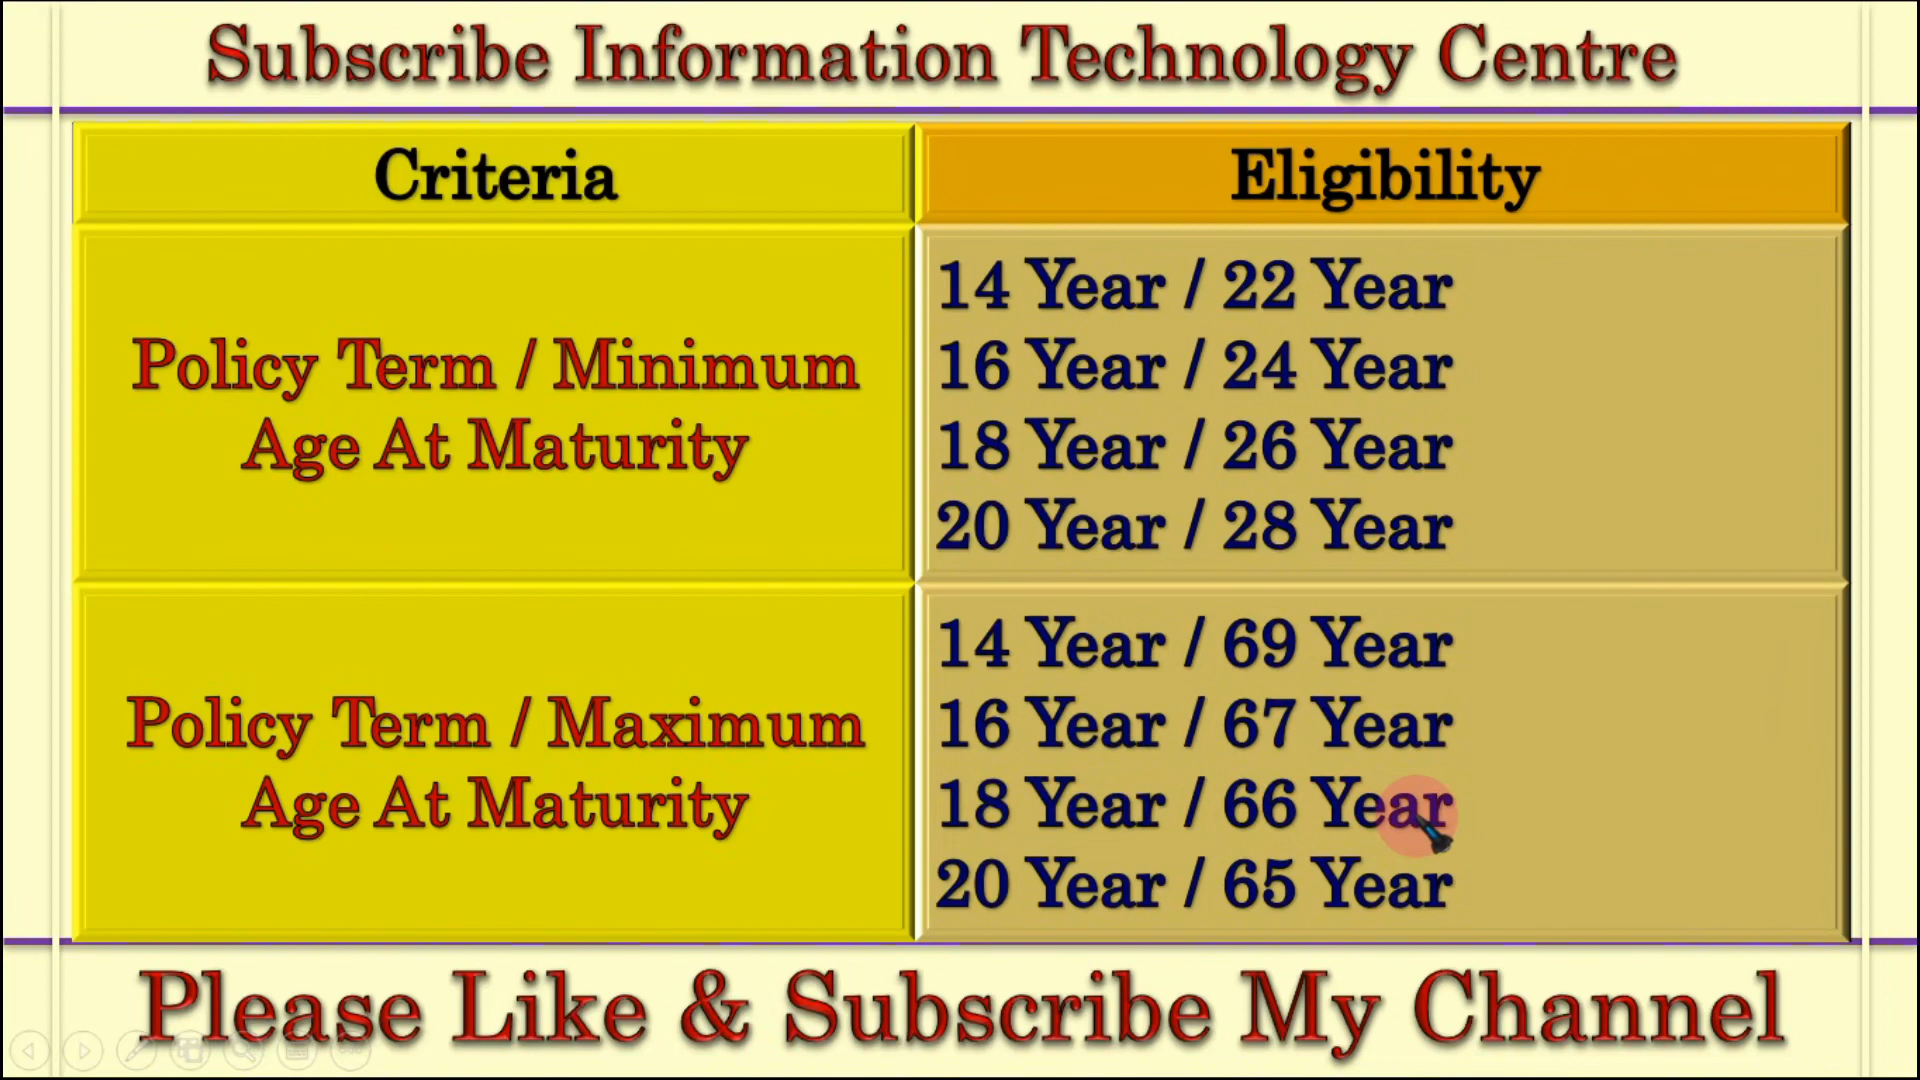 Subscribe Information Technology Centre
Criteria
Eligibility
Policy Term / Minimum
Age At Maturity
14 Year / 22 Year
16 Year / 24 Year
18 Year / 26 Year
20 Year / 28 Year
Policy Term / Maximum
Age At Maturity
14 Year / 69 Year
16 Year / 67 Year
18 Year / 66 Year
20 Year / 65 Year
Please Like & Subscribe My Channel